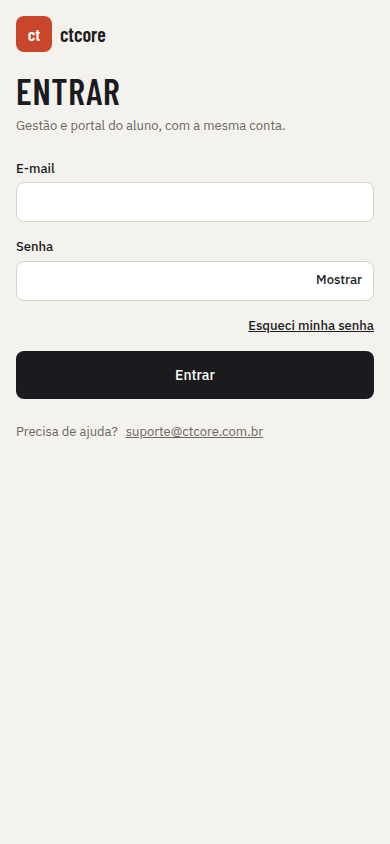 ct ctcore
ENTRAR
Gestão e portal do aluno, com a mesma conta.
E-mail
Senha
Mostrar
Esqueci minha senha
Entrar
Precisa de ajuda? suporte@ctcore.com.br